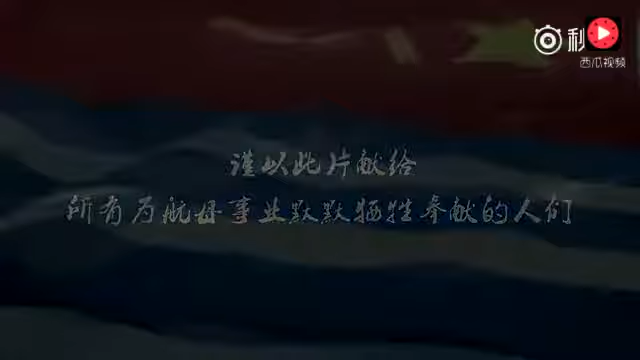 秒
西瓜视频
谨以此片献给
所有为航母事业默默牺牲奉献的人们